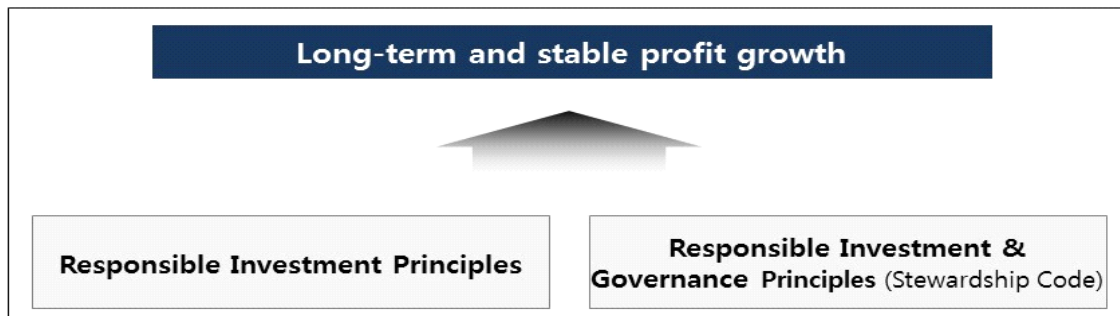 Long-term and stable profit growth
Responsible Investment Principles
Responsible Investment &
Governance Principles (Stewardship Code)